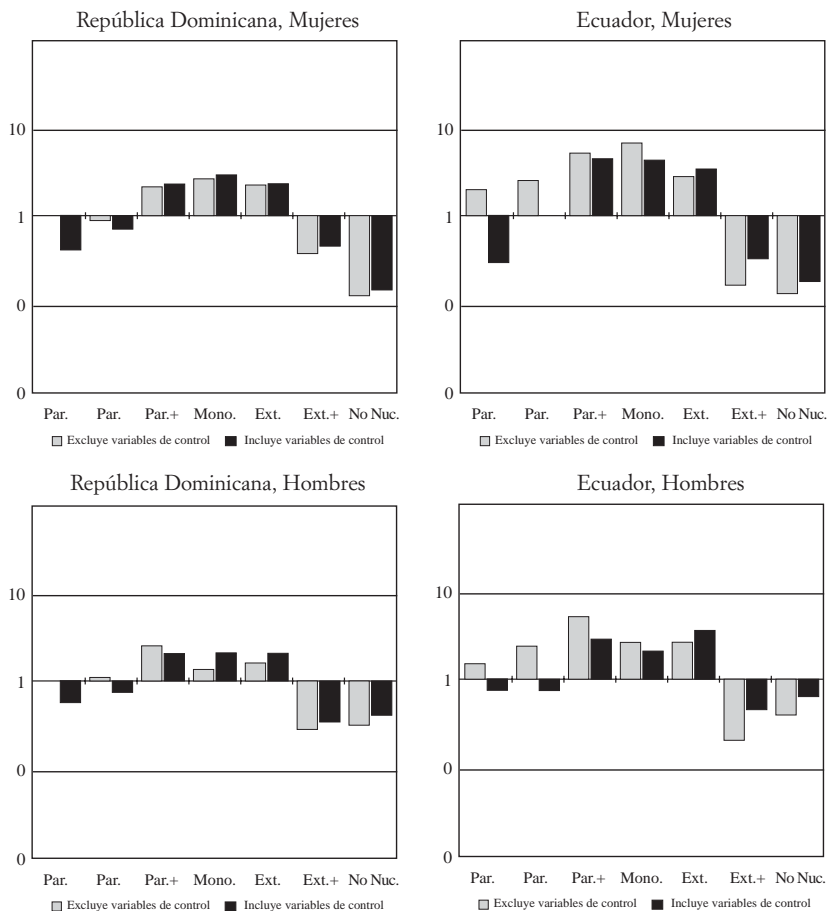 República Dominicana, Mujeres
10
1
0
0
Par. Par. Par.+ Mono. Ext. Ext.+ No Nuc.
Excluye variables de control Incluye variables de control
Ecuador, Mujeres
10
1
0
0
Par. Par. Par.+ Mono. Ext. Ext.+ No Nuc.
Excluye variables de control Incluye variables de control
República Dominicana, Hombres
10
1
0
0
Par. Par. Par.+ Mono. Ext. Ext.+ No Nuc.
Excluye variables de control Incluye variables de control
Ecuador, Hombres
10
1
0
0
Par. Par. Par.+ Mono. Ext. Ext.+ No Nuc.
Excluye variables de control Incluye variables de control